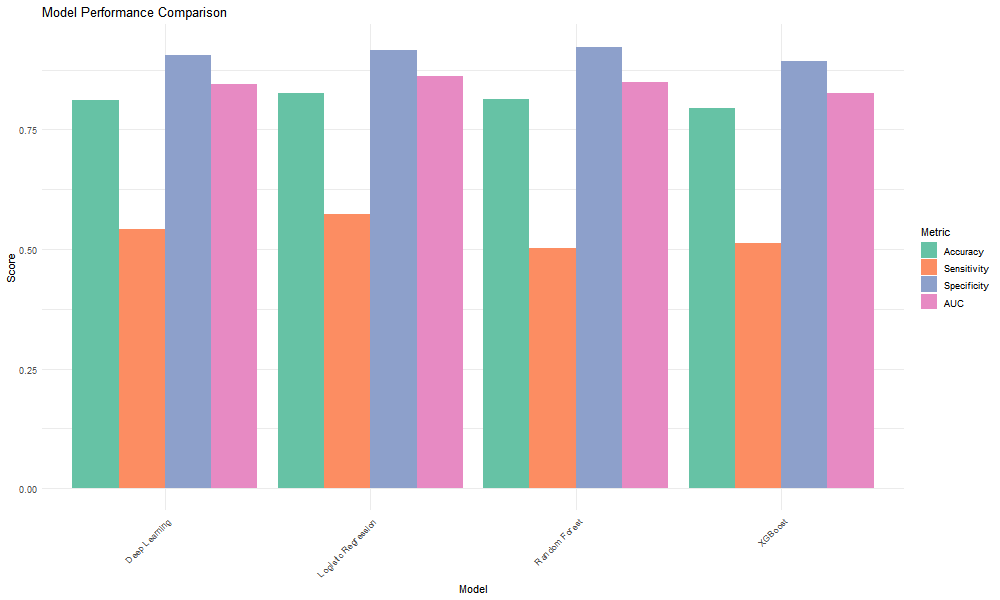 Model Performance Comparison
Score
0.75
0.50
0.25
0.00
Deep Learning
Logistic Regression
Random Forest
XGBoost
Model
Metric
Accuracy
Sensitivity
Specificity
AUC